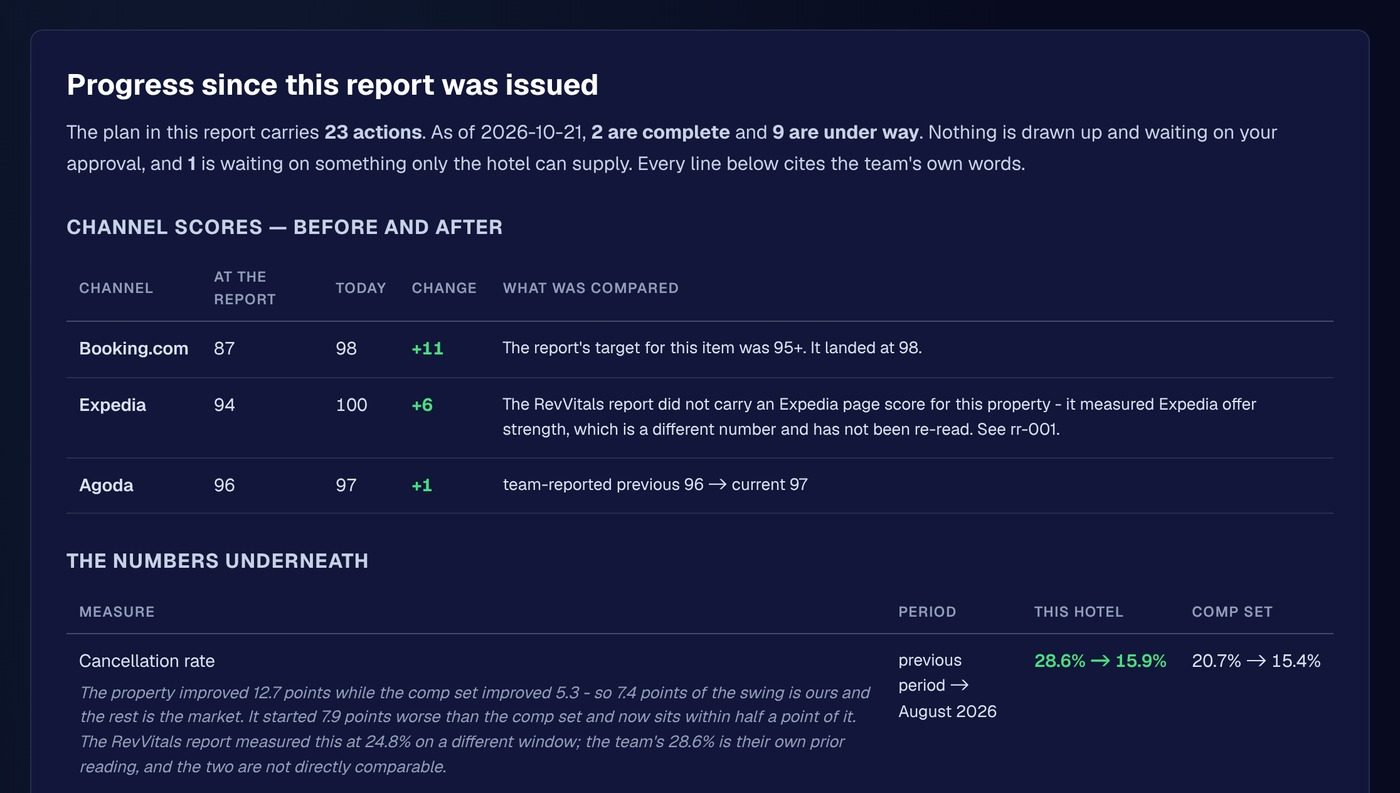 Progress since this report was issued
The plan in this report carries 23 actions. As of 2026-10-21, 2 are complete and 9 are under way. Nothing is drawn up and waiting on your
approval, and 1 is waiting on something only the hotel can supply. Every line below cites the team's own words.
CHANNEL SCORES — BEFORE AND AFTER
CHANNEL AT THE REPORT TODAY CHANGE WHAT WAS COMPARED
Booking.com 87 98 +11 The report's target for this item was 95+. It landed at 98.
Expedia 94 100 +6 The RevVitals report did not carry an Expedia page score for this property - it measured Expedia offer
strength, which is a different number and has not been re-read. See rr-001.
Agoda 96 97 +1 team-reported previous 96 → current 97
THE NUMBERS UNDERNEATH
MEASURE PERIOD THIS HOTEL COMP SET
Cancellation rate previous period → August 2026 28.6% → 15.9% 20.7% → 15.4%
The property improved 12.7 points while the comp set improved 5.3 - so 7.4 points of the swing is ours and
the rest is the market. It started 7.9 points worse than the comp set and now sits within half a point of it.
The RevVitals report measured this at 24.8% on a different window; the team's 28.6% is their own prior
reading, and the two are not directly comparable.